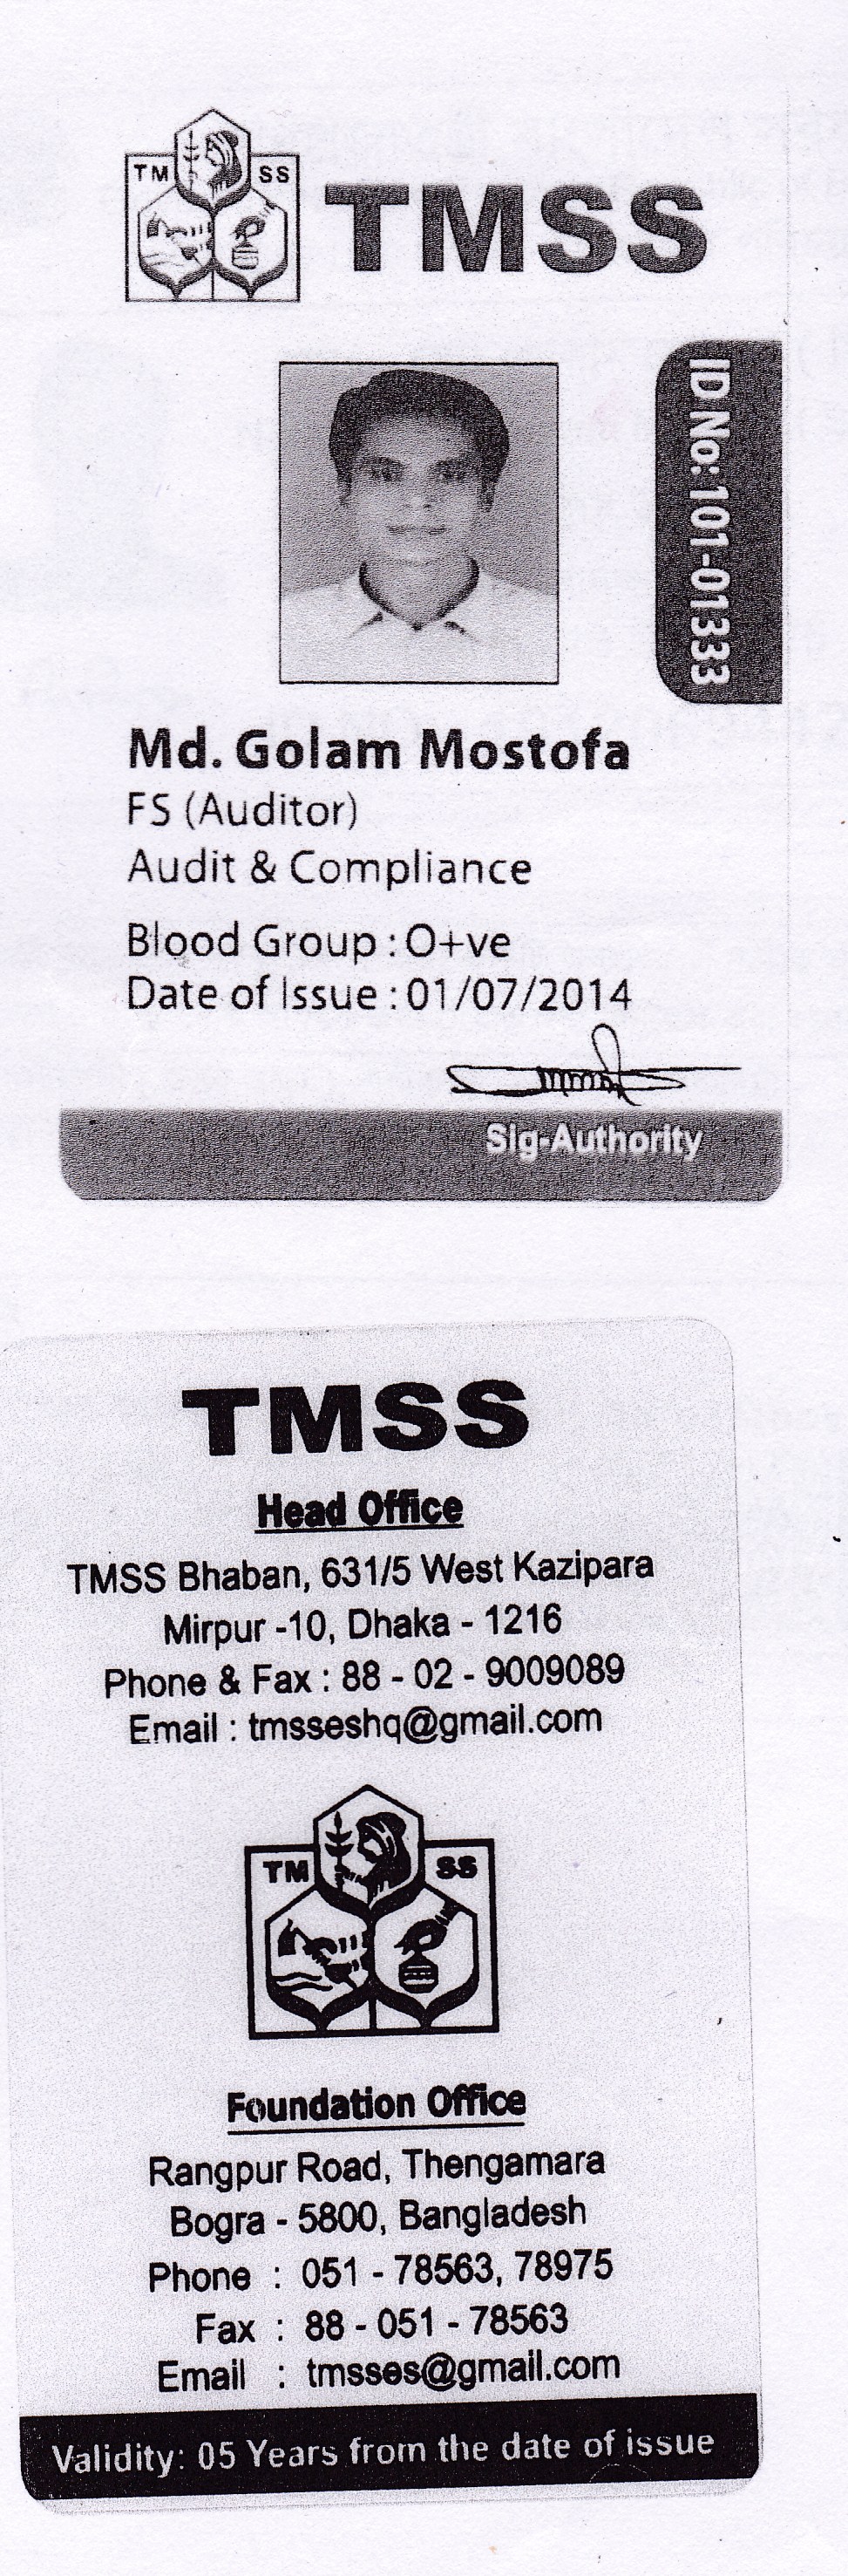 TM SS
TMSS
ID No: 101-01333
Md. Golam Mostofa
FS (Auditor)
Audit & Compliance
Blood Group : O+ve
Date of Issue : 01/07/2014
Sig-Authority
TMSS
Head Office
TMSS Bhaban, 631/5 West Kazipara
Mirpur -10, Dhaka - 1216
Phone & Fax : 88 - 02 - 9009089
Email : tmsseshq@gmail.com
TM SS
Foundation Office
Rangpur Road, Thengamara
Bogra - 5800, Bangladesh
Phone : 051 - 78563, 78975
Fax : 88 - 051 - 78563
Email : tmsses@gmail.com
Validity: 05 Years from the date of issue